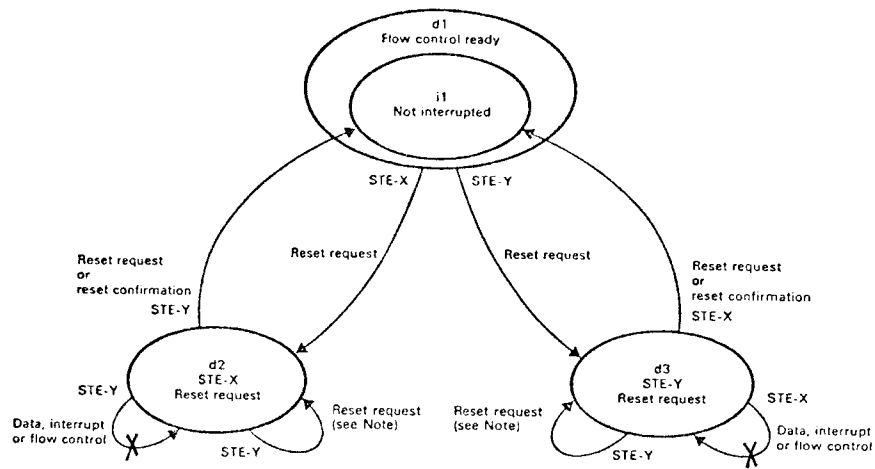 d1
Flow control ready
i1
Not interrupted
STE-X
STE-Y
Reset request
Reset request
Reset request
or
reset confirmation
STE-Y
Reset request
or
reset confirmation
STE-X
d2
STE-X
Reset request
d3
STE-Y
Reset request
STE-Y
Data, interrupt
or flow control
STE-Y
Reset request
(see Note)
Reset request
(see Note)
STE-Y
STE-X
Data, interrupt
or flow control